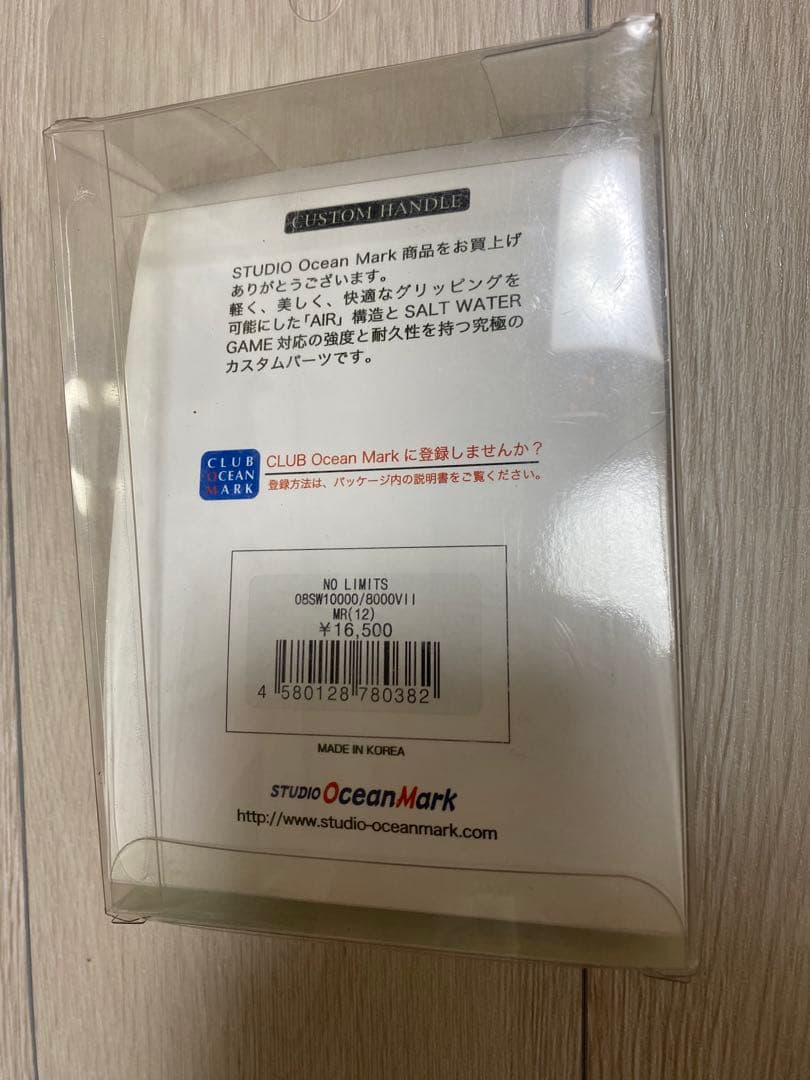 CUSTOM HANDLE
STUDIO Ocean Mark 商品をお買上げ
ありがとうございます。
軽く、美しく、快適なグリッピングを
可能にした「AIR」構造と SALT WATER
GAME 対応の強度と耐久性を持つ究極の
カスタムパーツです。
CLUB
OCEAN
MARK
CLUB Ocean Mark に登録しませんか？
登録方法は、パッケージ内の説明書をご覧ください。
NO LIMITS
08SW10000/8000VII
MR(12)
￥16,500
4 580128 780382
MADE IN KOREA
STUDIO OceanMark
http://www.studio-oceanmark.com